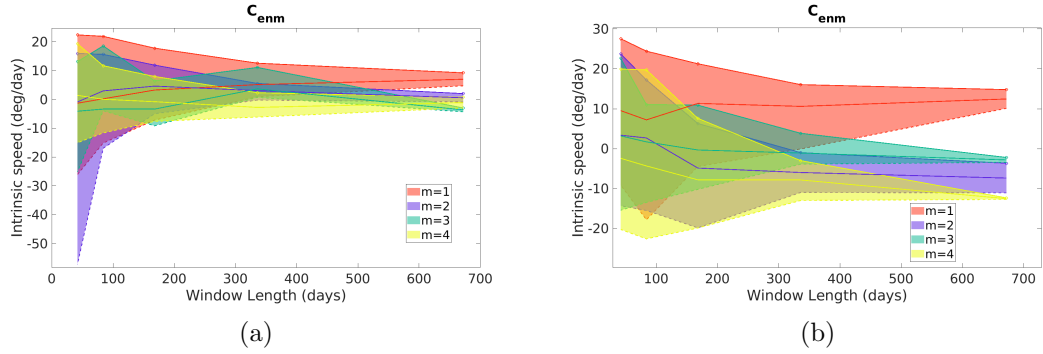 C_enm
Intrinsic speed (deg/day)
20
10
0
-10
-20
-30
-40
-50
0
100
200
300
400
500
600
700
Window Length (days)
m=1
m=2
m=3
m=4
(a)
C_enm
Intrinsic speed (deg/day)
30
20
10
0
-10
-20
100
200
300
400
500
600
700
Window Length (days)
m=1
m=2
m=3
m=4
(b)